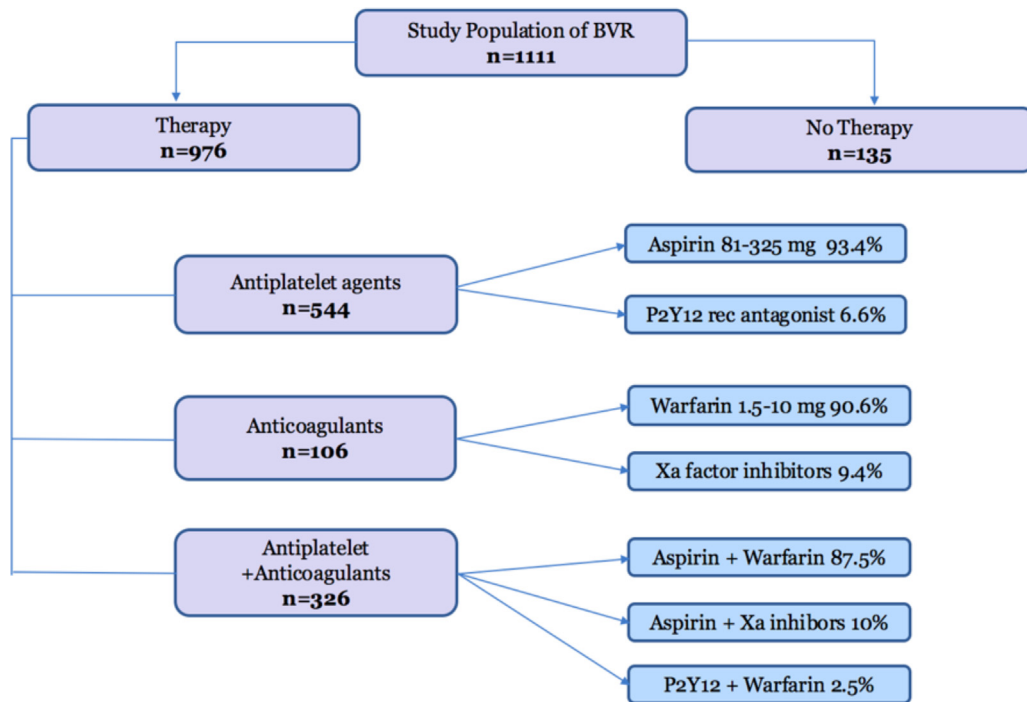 Study Population of BVR
n=1111
Therapy
n=976
No Therapy
n=135
Antiplatelet agents
n=544
Aspirin 81-325 mg 93.4%
P2Y12 rec antagonist 6.6%
Anticoagulants
n=106
Warfarin 1.5-10 mg 90.6%
Xa factor inhibitors 9.4%
Antiplatelet
+Anticoagulants
n=326
Aspirin + Warfarin 87.5%
Aspirin + Xa inhibors 10%
P2Y12 + Warfarin 2.5%